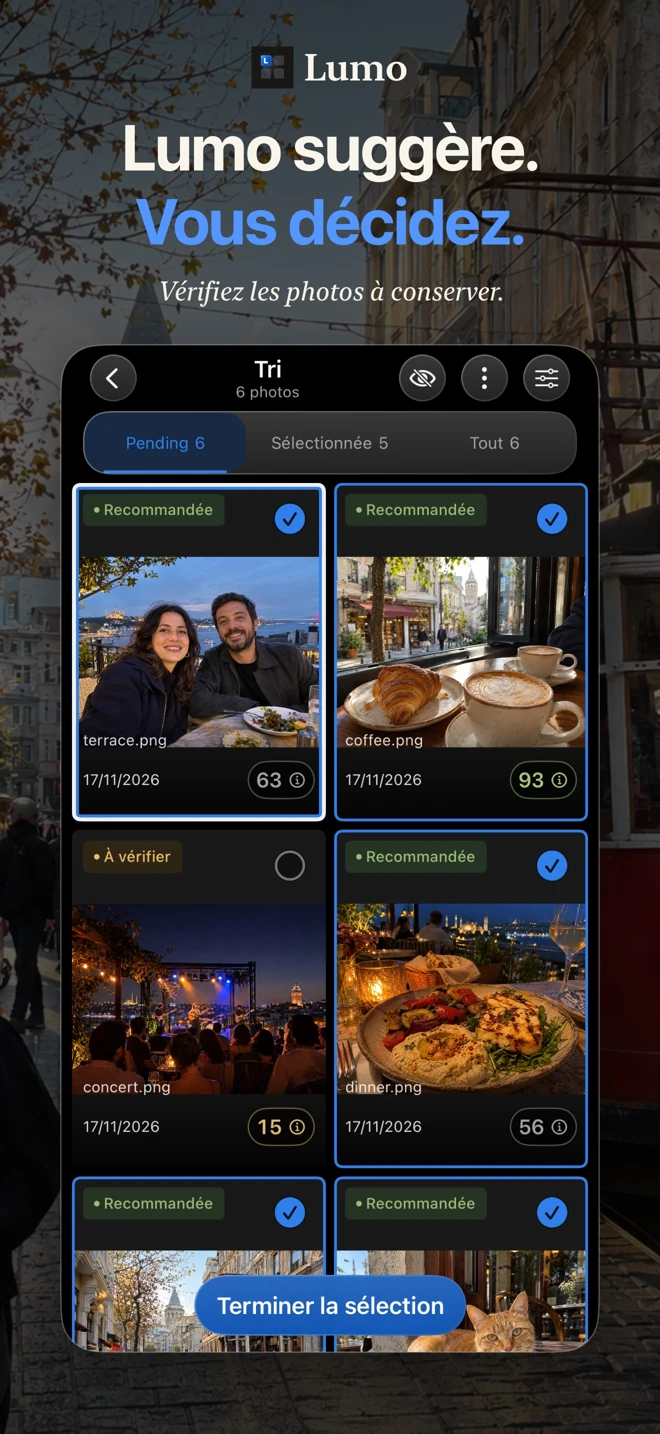 L
Lumo
Lumo suggère.
Vous décidez.
Vérifiez les photos à conserver.
Tri
6 photos
Pending 6
Sélectionnée 5
Tout 6
• Recommandée
• Recommandée
terrace.png
coffee.png
17/11/2026
63
17/11/2026
93
• À vérifier
• Recommandée
concert.png
dinner.png
17/11/2026
15
17/11/2026
56
• Recommandée
• Recommandée
Terminer la sélection